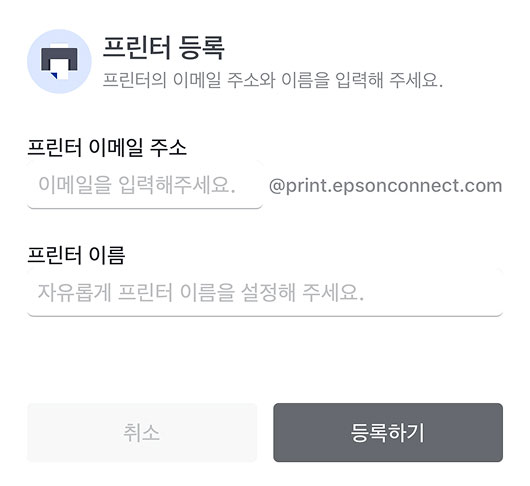 프린터 등록
프린터의 이메일 주소와 이름을 입력해 주세요.
프린터 이메일 주소
이메일을 입력해주세요. @print.epsonconnect.com
프린터 이름
자유롭게 프린터 이름을 설정해 주세요.
취소 등록하기